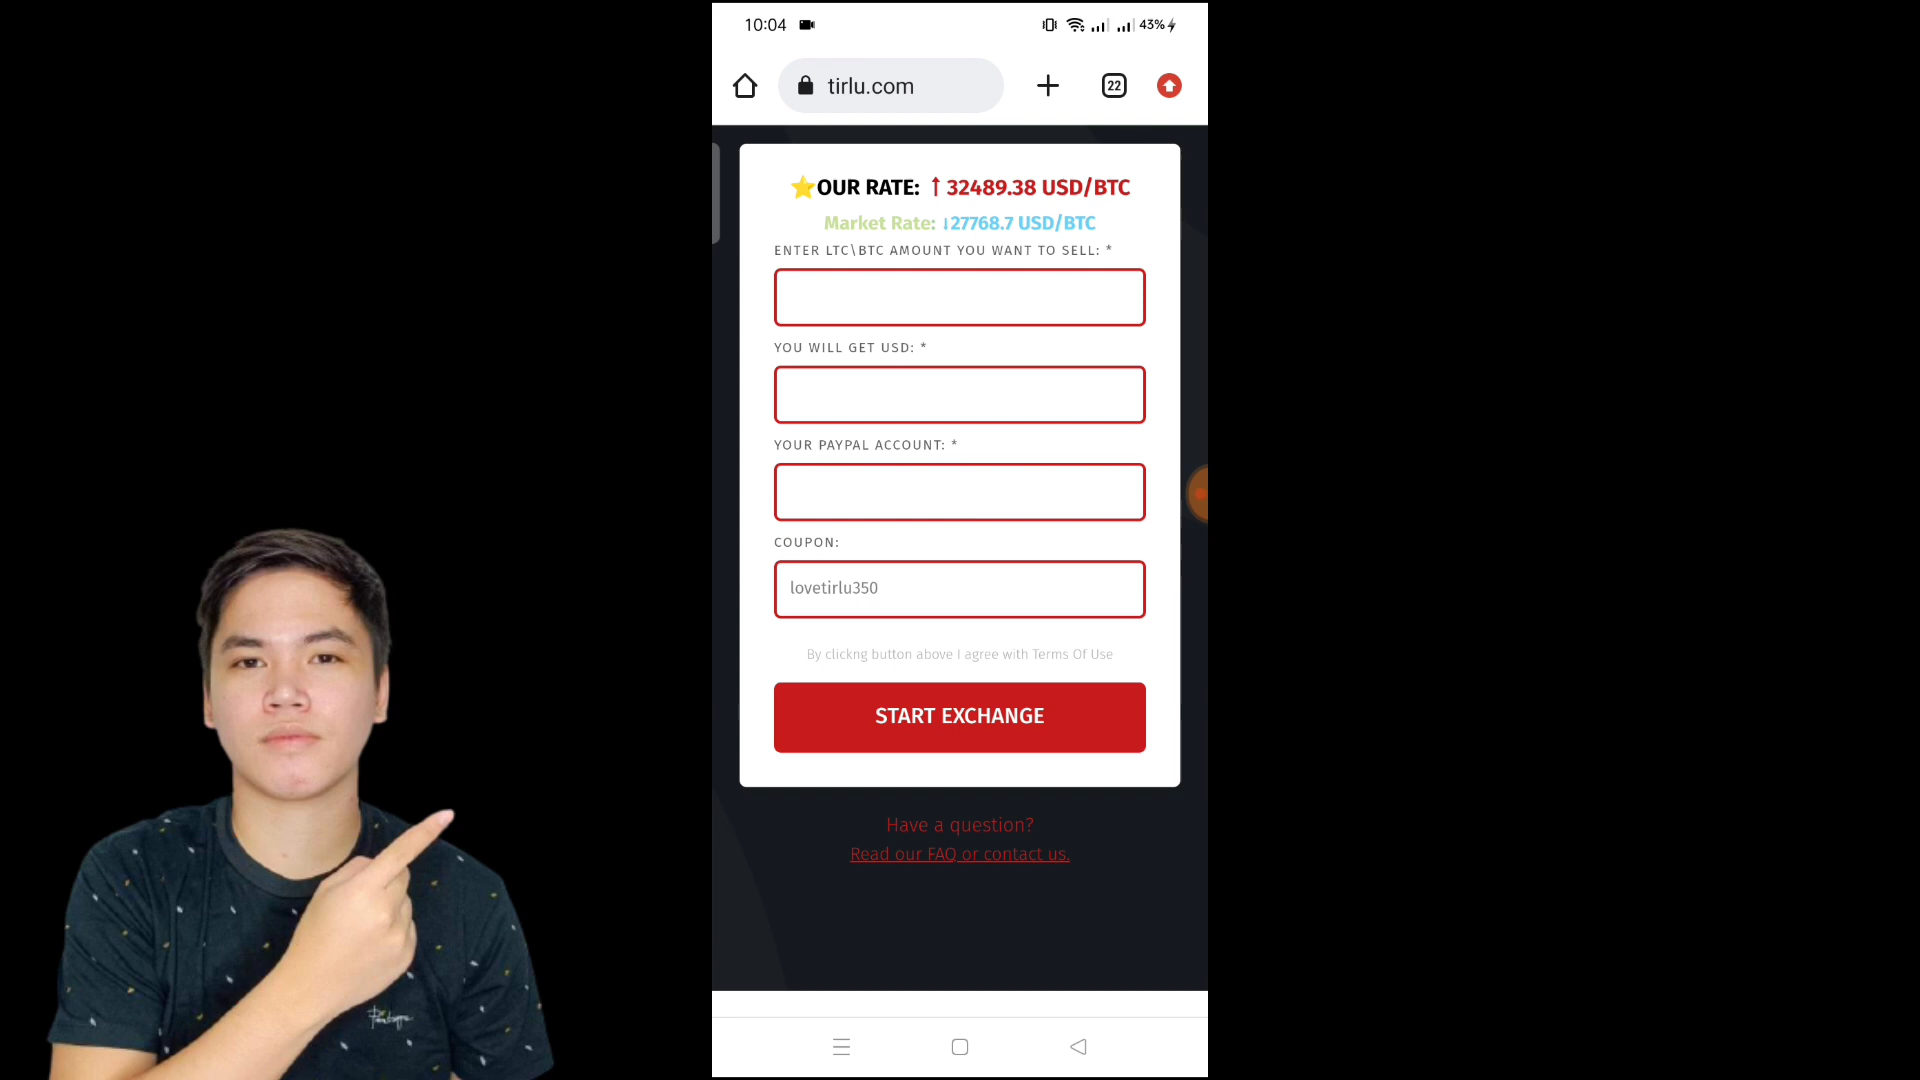 10:04
43%
tirlu.com
22
⭐OUR RATE: ↑ 32489.38 USD/BTC
Market Rate: ↓27768.7 USD/BTC
ENTER LTC\BTC AMOUNT YOU WANT TO SELL: *
YOU WILL GET USD: *
YOUR PAYPAL ACCOUNT: *
COUPON:
lovetirlu350
By clickng button above I agree with Terms Of Use
START EXCHANGE
Have a question?
Read our FAQ or contact us.